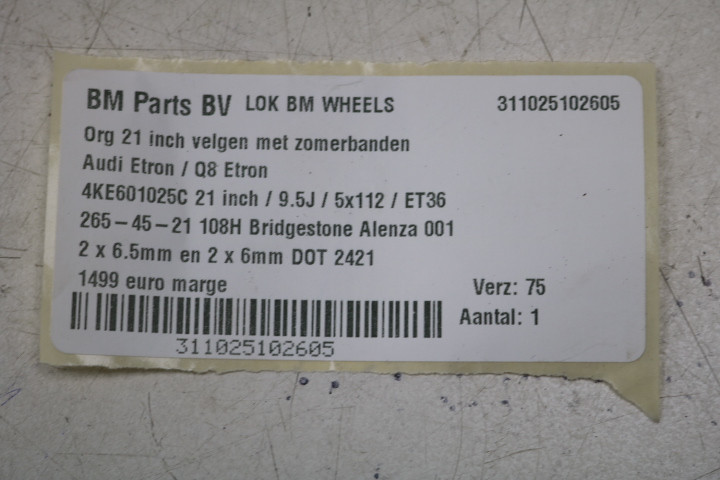 BM Parts BV LOK BM WHEELS 311025102605
Org 21 inch velgen met zomerbanden
Audi Etron / Q8 Etron
4KE601025C 21 inch / 9.5J / 5x112 / ET36
265-45-21 108H Bridgestone Alenza 001
2 x 6.5mm en 2 x 6mm DOT 2421
1499 euro marge Verz: 75
Aantal: 1
311025102605